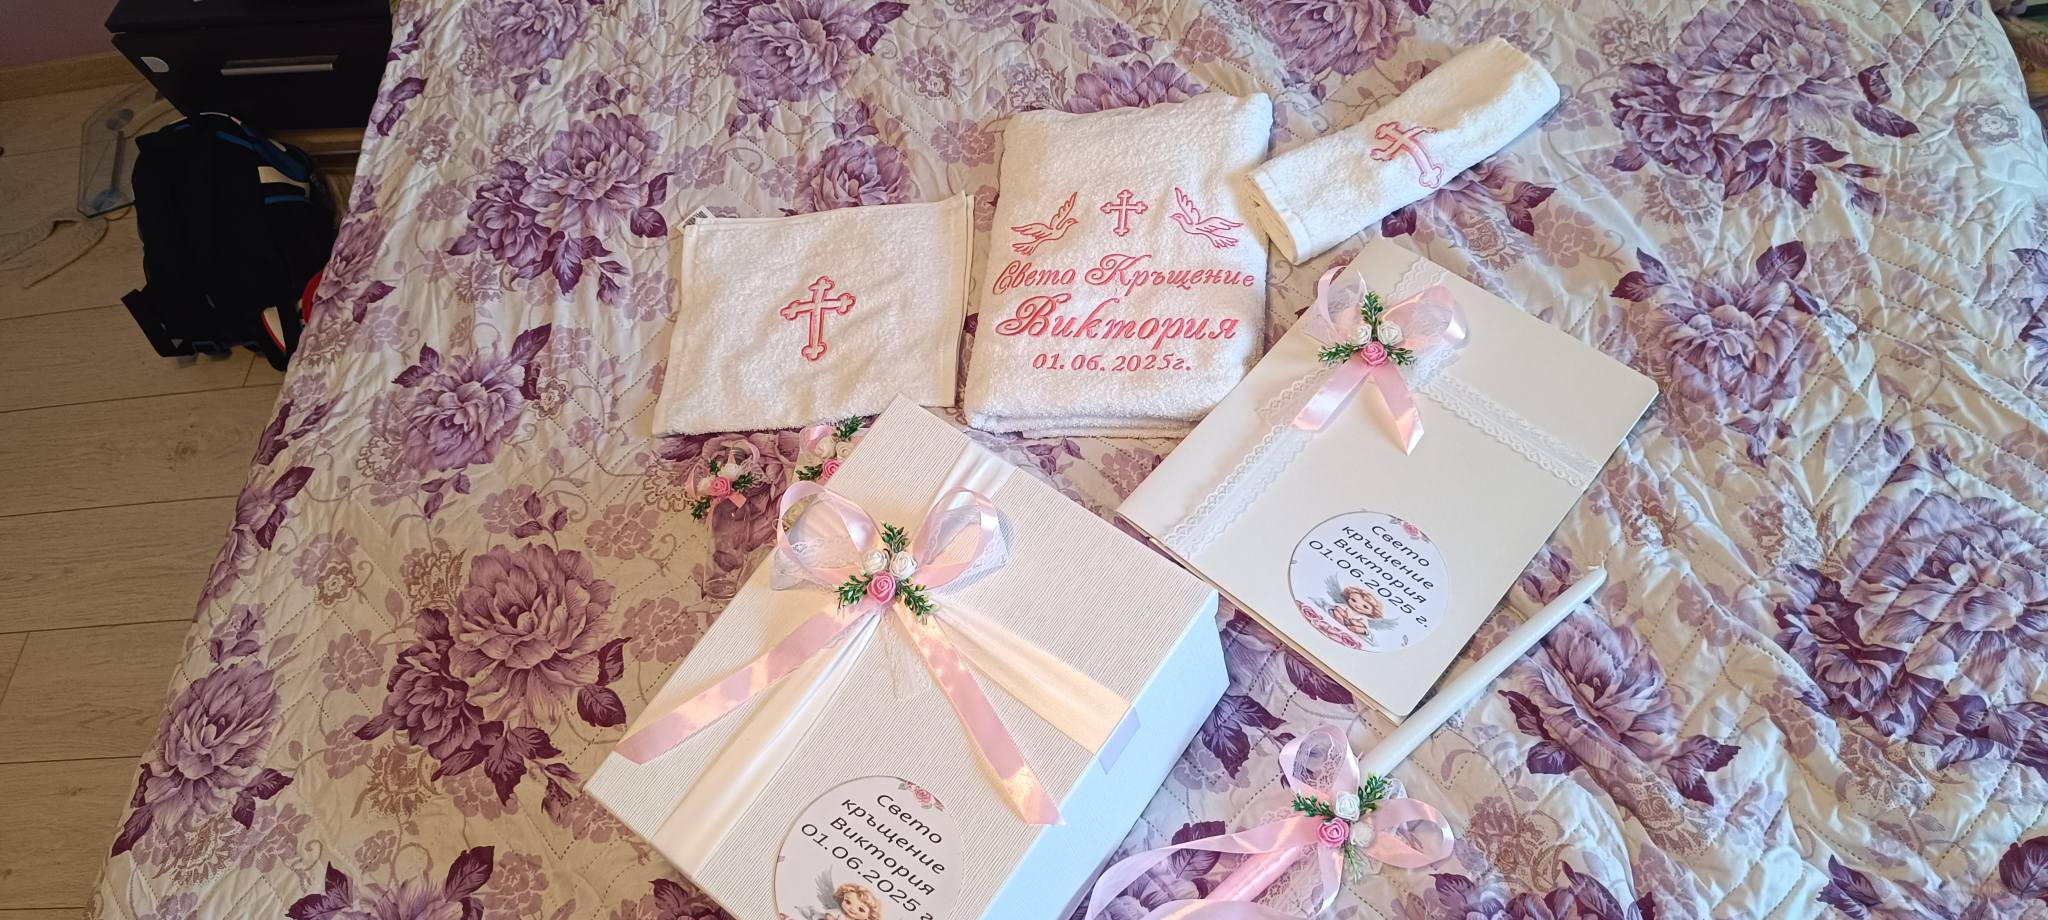 Свето Кръщение
Виктория
01.06.2025г.
Свето
кръщение
Виктория
01.06.2025 г.
Свето
кръщение
Виктория
01.06.2025 г.